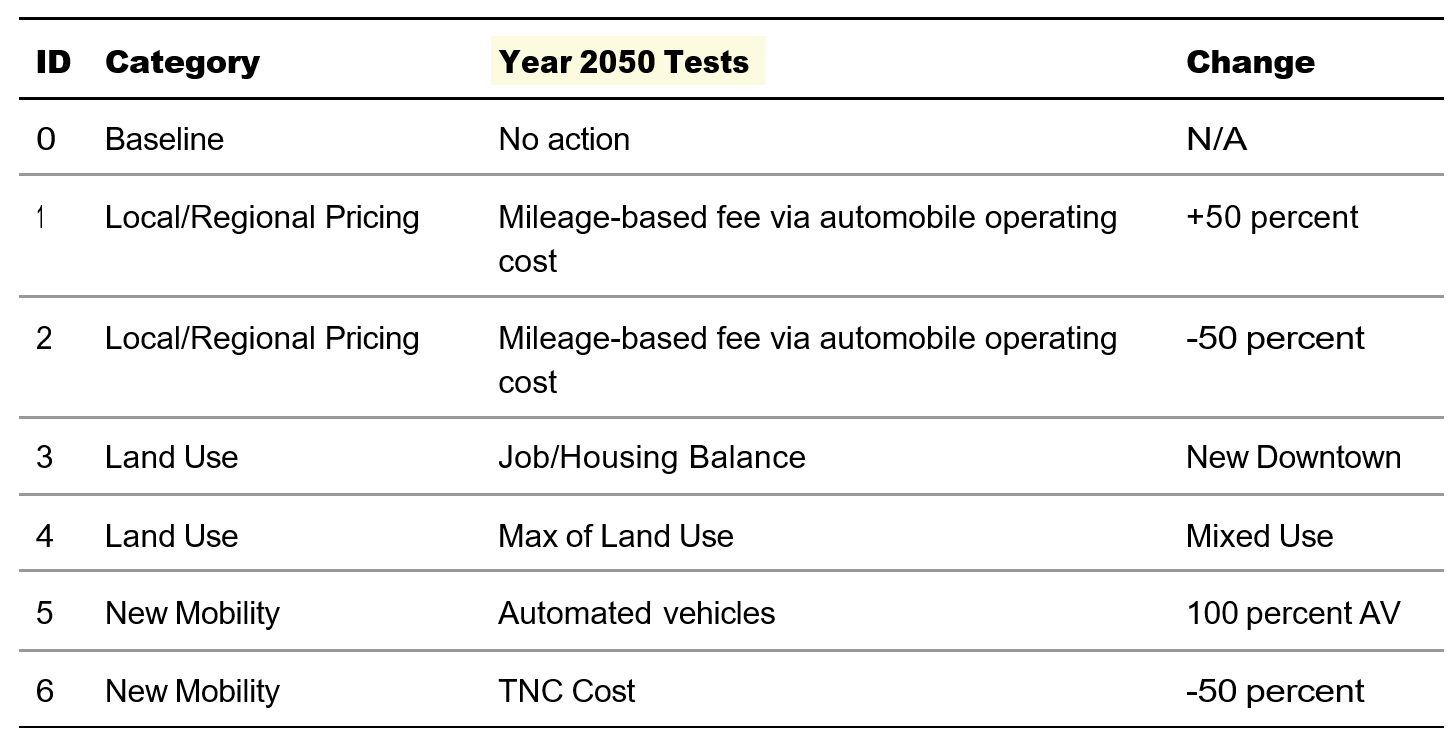 ID Category Year 2050 Tests Change
0 Baseline No action N/A
1 Local/Regional Pricing Mileage-based fee via automobile operating +50 percent
cost
2 Local/Regional Pricing Mileage-based fee via automobile operating -50 percent
cost
3 Land Use Job/Housing Balance New Downtown
4 Land Use Max of Land Use Mixed Use
5 New Mobility Automated vehicles 100 percent AV
6 New Mobility TNC Cost -50 percent